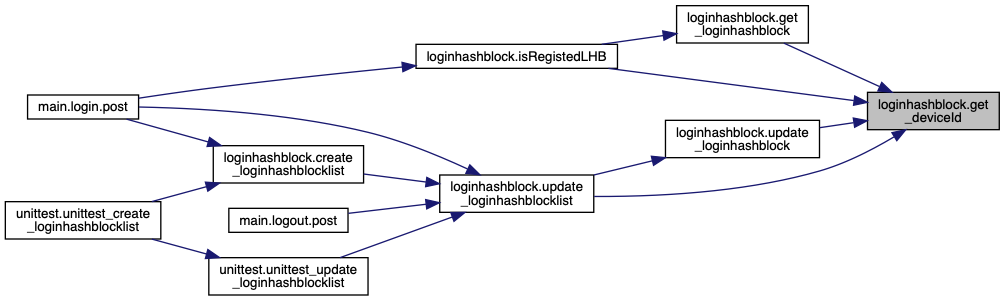 loginhashblock.get
_loginhashblock
loginhashblock.isRegistedLHB
main.login.post
loginhashblock.get
_deviceId
loginhashblock.update
_loginhashblock
loginhashblock.create
_loginhashblocklist
loginhashblock.update
_loginhashblocklist
unittest.unittest_create
_loginhashblocklist
main.logout.post
unittest.unittest_update
_loginhashblocklist